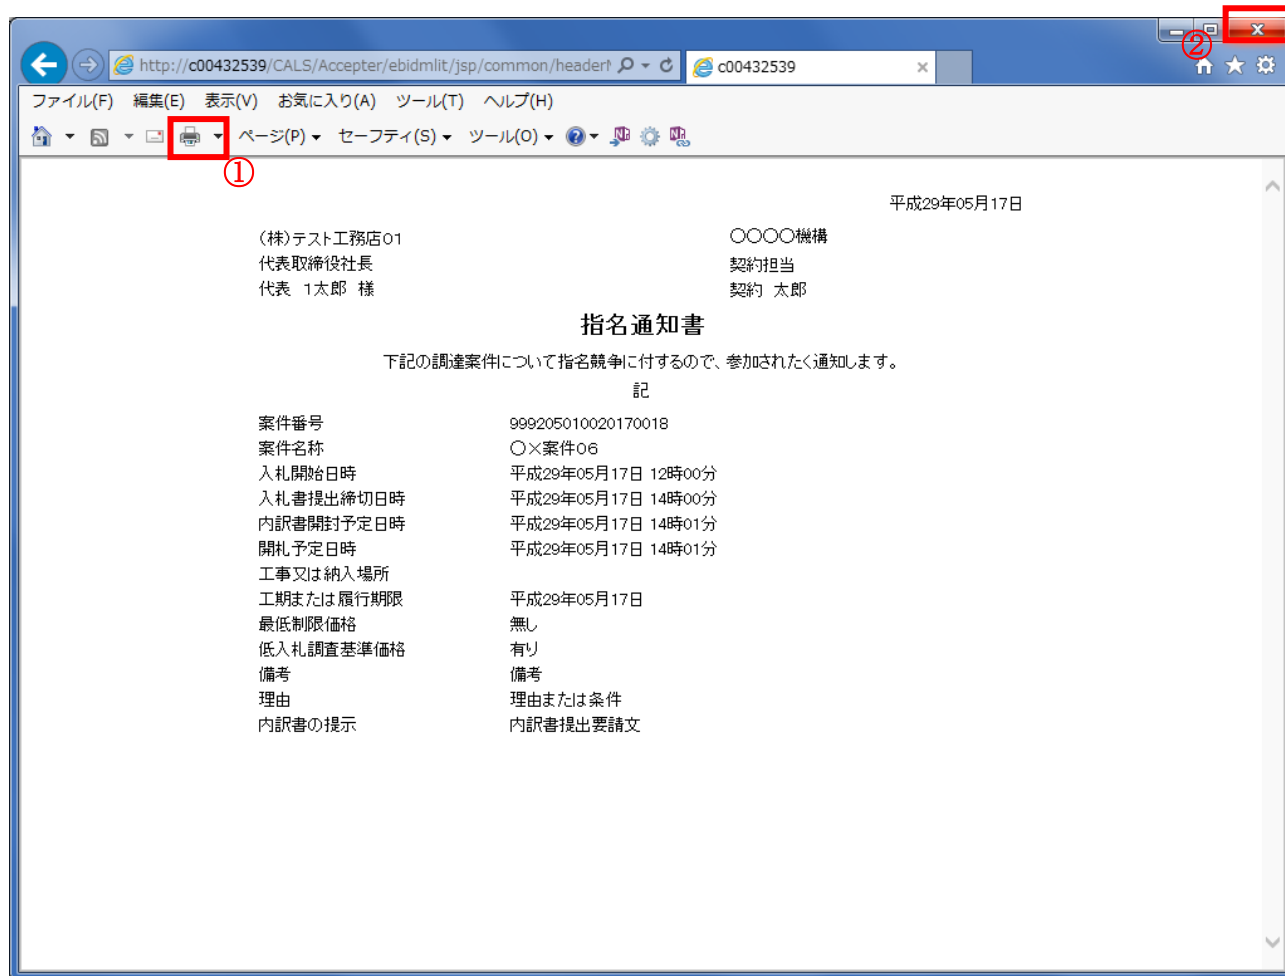 ②
http://c00432539/CALS/Accepter/ebidmlit/jsp/common/header
c00432539
ファイル(F) 編集(E) 表示(V) お気に入り(A) ツール(T) ヘルプ(H)
ページ(P) セーフティ(S) ツール(O)
①
平成29年05月17日
(株)テスト工務店01 〇〇〇〇機構
代表取締役社長 契約担当
代表 1太郎 様 契約 太郎
指名通知書
下記の調達案件について指名競争に付するので、参加されたく通知します。
記
案件番号 999205010020170018
案件名称 〇×案件06
入札開始日時 平成29年05月17日 12時00分
入札書提出締切日時 平成29年05月17日 14時00分
内訳書開封予定日時 平成29年05月17日 14時01分
開札予定日時 平成29年05月17日 14時01分
工事又は納入場所
工期または履行期限 平成29年05月17日
最低制限価格 無し
低入札調査基準価格 有り
備考 備考
理由 理由または条件
内訳書の提示 内訳書提出要請文